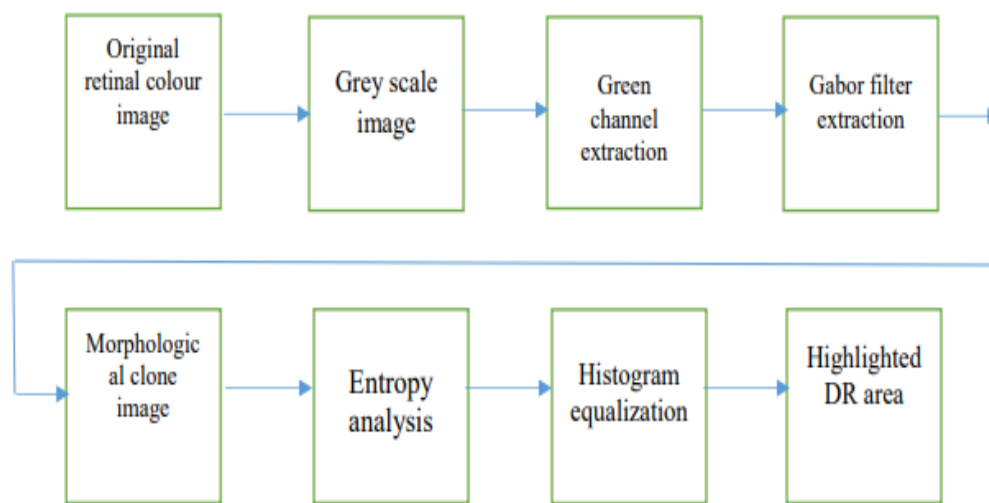 Original
retinal colour
image
Grey scale
image
Green
channel
extraction
Gabor filter
extraction
Morphologic
al clone
image
Entropy
analysis
Histogram
equalization
Highlighted
DR area